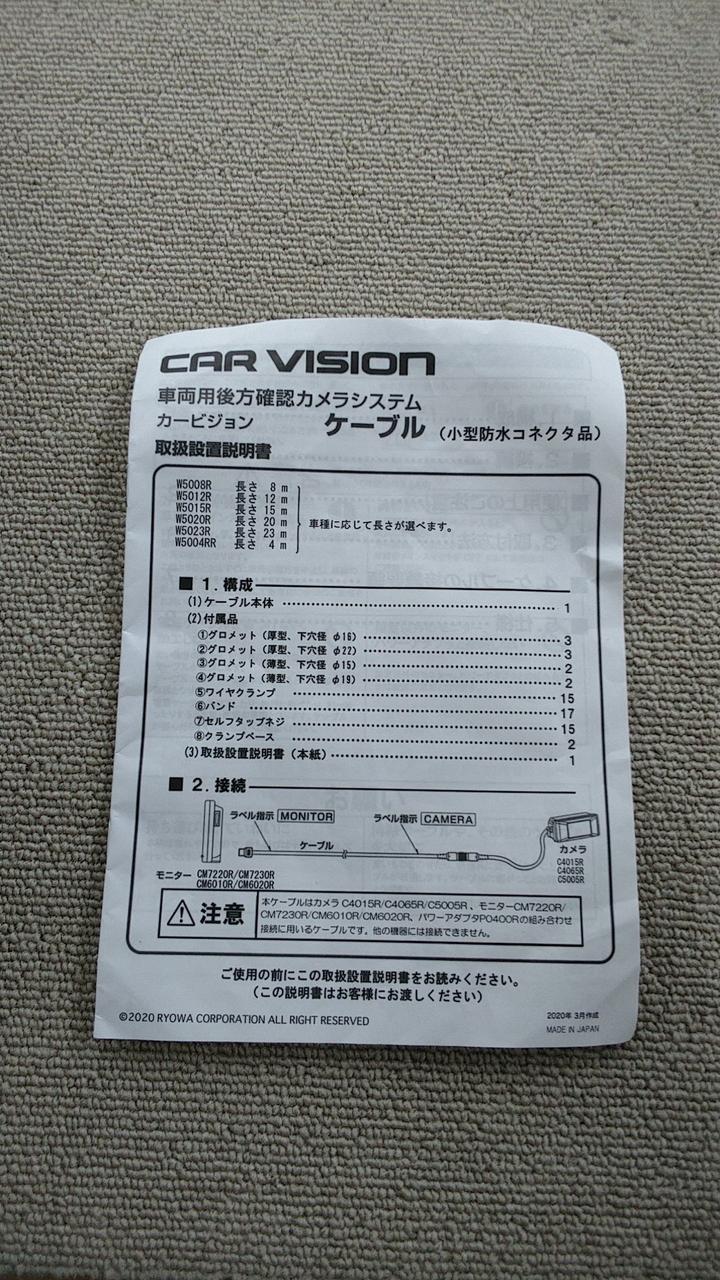 CAR VISION
車両用後方確認カメラシステム
カービジョン ケーブル (小型防水コネクタ品)
取扱設置説明書
W5008R 長さ 8 m
W5012R 長さ 12 m
W5015R 長さ 15 m
W5020R 長さ 20 m
W5023R 長さ 23 m
W5004RR 長さ 4 m
車種に応じて長さが選べます。
■ 1. 構成
(1)ケーブル本体 1
(2)付属品
①グロメット(厚型、下穴径 φ16) 3
②グロメット(厚型、下穴径 φ22) 3
③グロメット(薄型、下穴径 φ15) 2
④グロメット(薄型、下穴径 φ19) 2
⑤ワイヤクランプ 15
⑥バンド 17
⑦セルフタップネジ 15
⑧クランプベース 2
(3)取扱設置説明書(本紙) 1
■ 2. 接続
ラベル指示 MONITOR ラベル指示 CAMERA
ケーブル
カメラ
C4015R
C4065R
C5005R
モニター CM7220R/CM7230R
CM6010R/CM6020R
注意
本ケーブルはカメラ C4015R/C4065R/C5005R 、モニターCM7220R/
CM7230R/CM6010R/CM6020R、パワーアダプタP0400Rの組み合わせ
接続に用いるケーブルです。他の機器には接続できません。
ご使用の前にこの取扱設置説明書をお読みください。
(この説明書はお客様にお渡しください)
©2020 RYOWA CORPORATION ALL RIGHT RESERVED
2020年 3月作成
MADE IN JAPAN